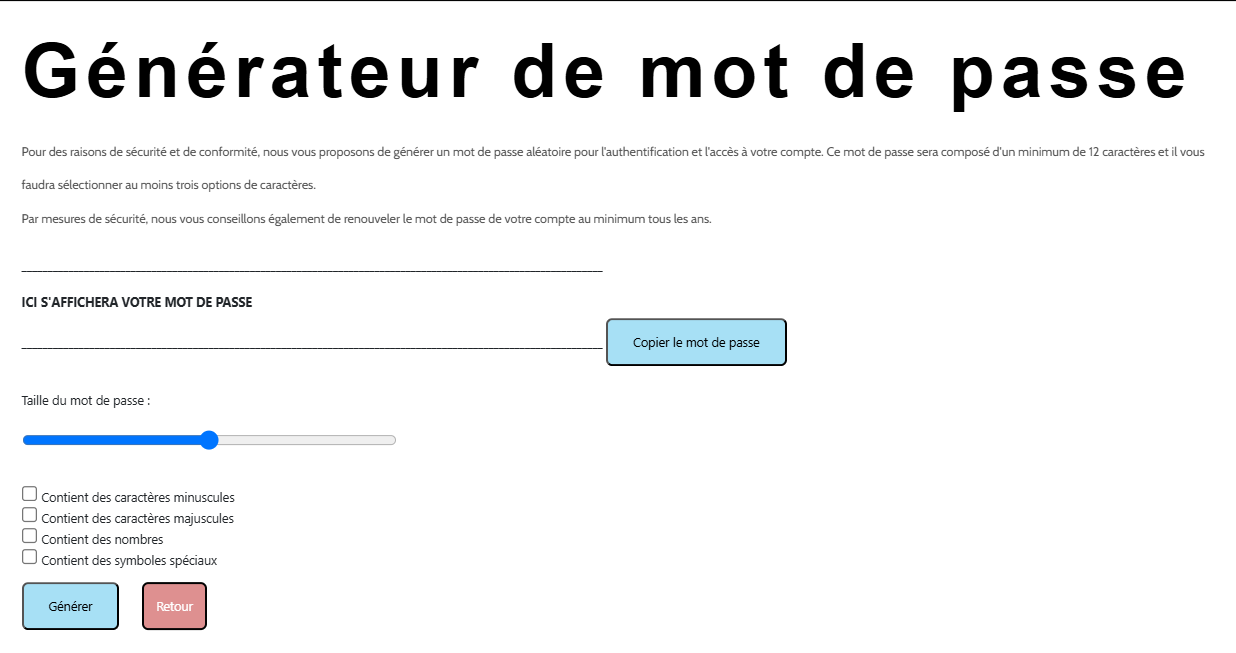 Générateur de mot de passe
Pour des raisons de sécurité et de conformité, nous vous proposons de générer un mot de passe aléatoire pour l'authentification et l'accès à votre compte. Ce mot de passe sera composé d'un minimum de 12 caractères et il vous
faudra sélectionner au moins trois options de caractères.
Par mesures de sécurité, nous vous conseillons également de renouveler le mot de passe de votre compte au minimum tous les ans.
ICI S'AFFICHERA VOTRE MOT DE PASSE
Copier le mot de passe
Taille du mot de passe :
Contient des caractères minuscules
Contient des caractères majuscules
Contient des nombres
Contient des symboles spéciaux
Générer Retour